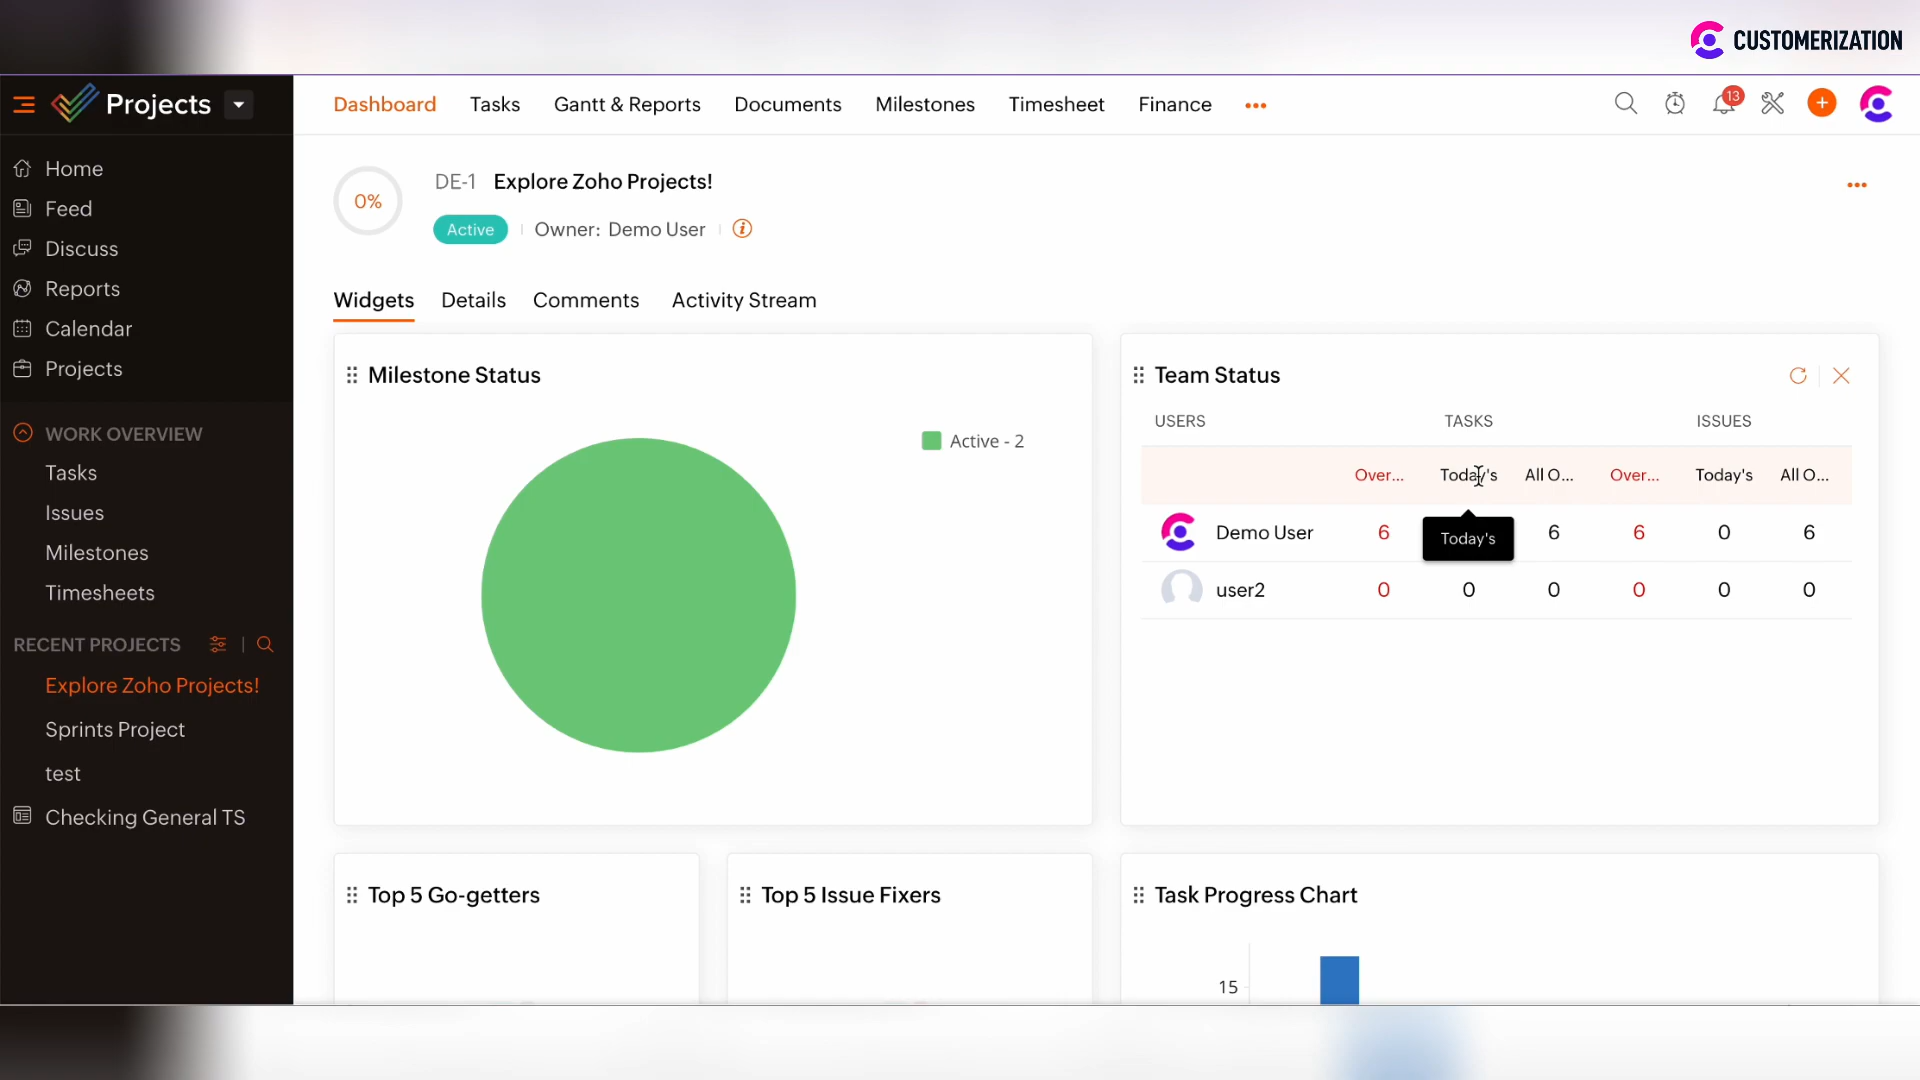 CUSTOMERIZATION
Projects
Dashboard Tasks Gantt & Reports Documents Milestones Timesheet Finance
13
Home
Feed
Discuss
Reports
Calendar
Projects
WORK OVERVIEW
Tasks
Issues
Milestones
Timesheets
RECENT PROJECTS
Explore Zoho Projects!
Sprints Project
test
Checking General TS
0%
DE-1 Explore Zoho Projects!
Active Owner: Demo User
Widgets Details Comments Activity Stream
Milestone Status
Active - 2
Team Status
USERS TASKS ISSUES
Over... Today's All O... Over... Today's All O...
Demo User 6 6 6 0 6
Today's
user2 0 0 0 0 0 0
Top 5 Go-getters
Top 5 Issue Fixers
Task Progress Chart
15